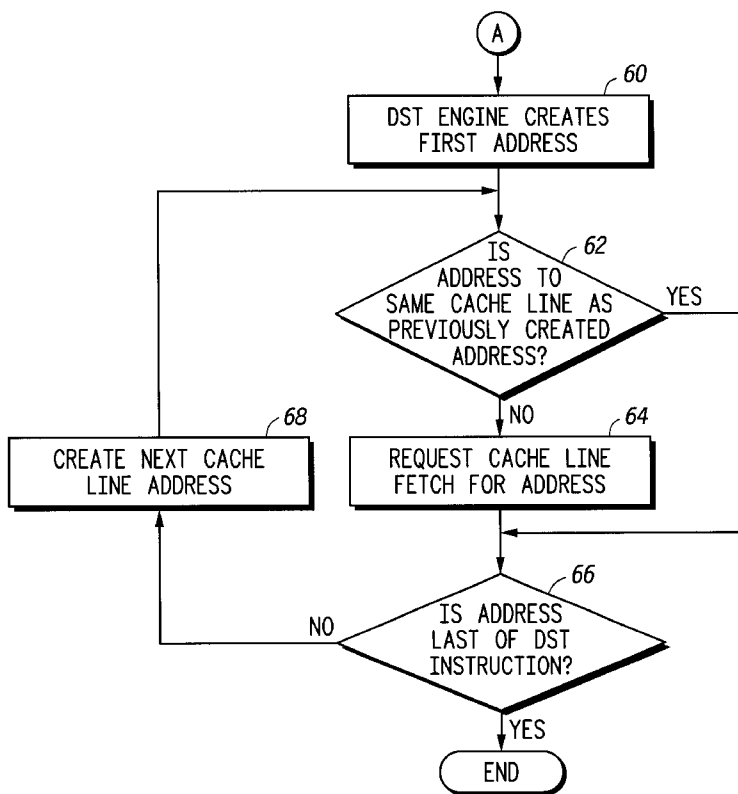 A
60
DST ENGINE CREATES
FIRST ADDRESS
62
IS
ADDRESS TO
SAME CACHE LINE AS
PREVIOUSLY CREATED
ADDRESS?
YES
NO
68
CREATE NEXT CACHE
LINE ADDRESS
64
REQUEST CACHE LINE
FETCH FOR ADDRESS
66
IS ADDRESS
LAST OF DST
INSTRUCTION?
NO
YES
END